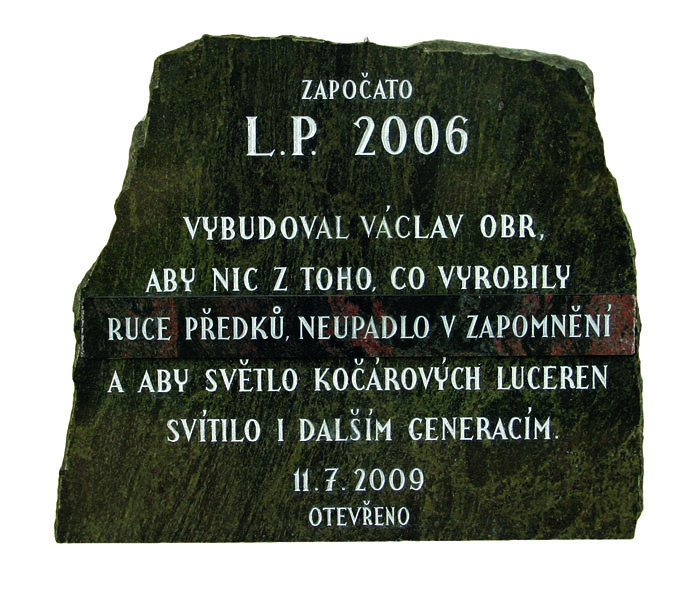 ZAPOČATO
L.P. 2006
VYBUDOVAL VÁCLAV OBR,
ABY NIC Z TOHO, CO VYROBILY
RUCE PŘEDKŮ, NEUPADLO V ZAPOMNĚNÍ
A ABY SVĚTLO KOČÁROVÝCH LUCEREN
SVÍTILO I DALŠÍM GENERACÍM.
11.7.2009
OTEVŘENO